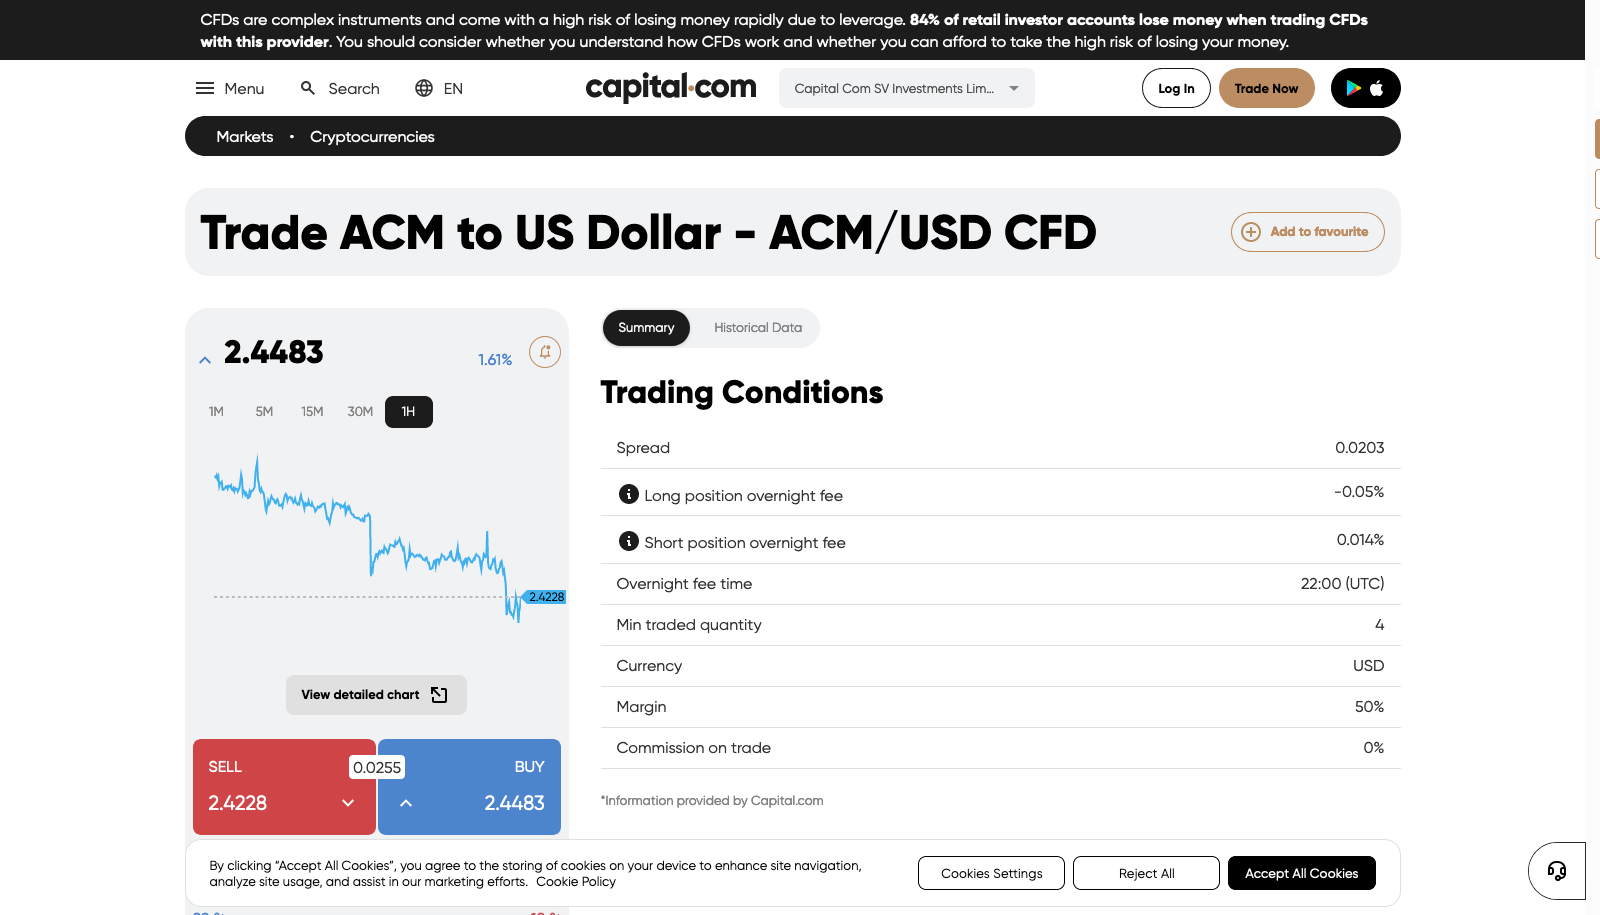 CFDs are complex instruments and come with a high risk of losing money rapidly due to leverage. 84% of retail investor accounts lose money when trading CFDs
with this provider. You should consider whether you understand how CFDs work and whether you can afford to take the high risk of losing your money.
Menu Search EN capital.com Capital Com SV Investments Lim... Log In Trade Now
Markets • Cryptocurrencies
Trade ACM to US Dollar - ACM/USD CFD
Add to favourite
2.4483 1.61%
1M 5M 15M 30M 1H
2.4228
View detailed chart
SELL 0.0255 BUY
2.4228 2.4483
Summary Historical Data
Trading Conditions
Spread 0.0203
Long position overnight fee -0.05%
Short position overnight fee 0.014%
Overnight fee time 22:00 (UTC)
Min traded quantity 4
Currency USD
Margin 50%
Commission on trade 0%
*Information provided by Capital.com
By clicking “Accept All Cookies”, you agree to the storing of cookies on your device to enhance site navigation,
analyze site usage, and assist in our marketing efforts. Cookie Policy
Cookies Settings Reject All Accept All Cookies